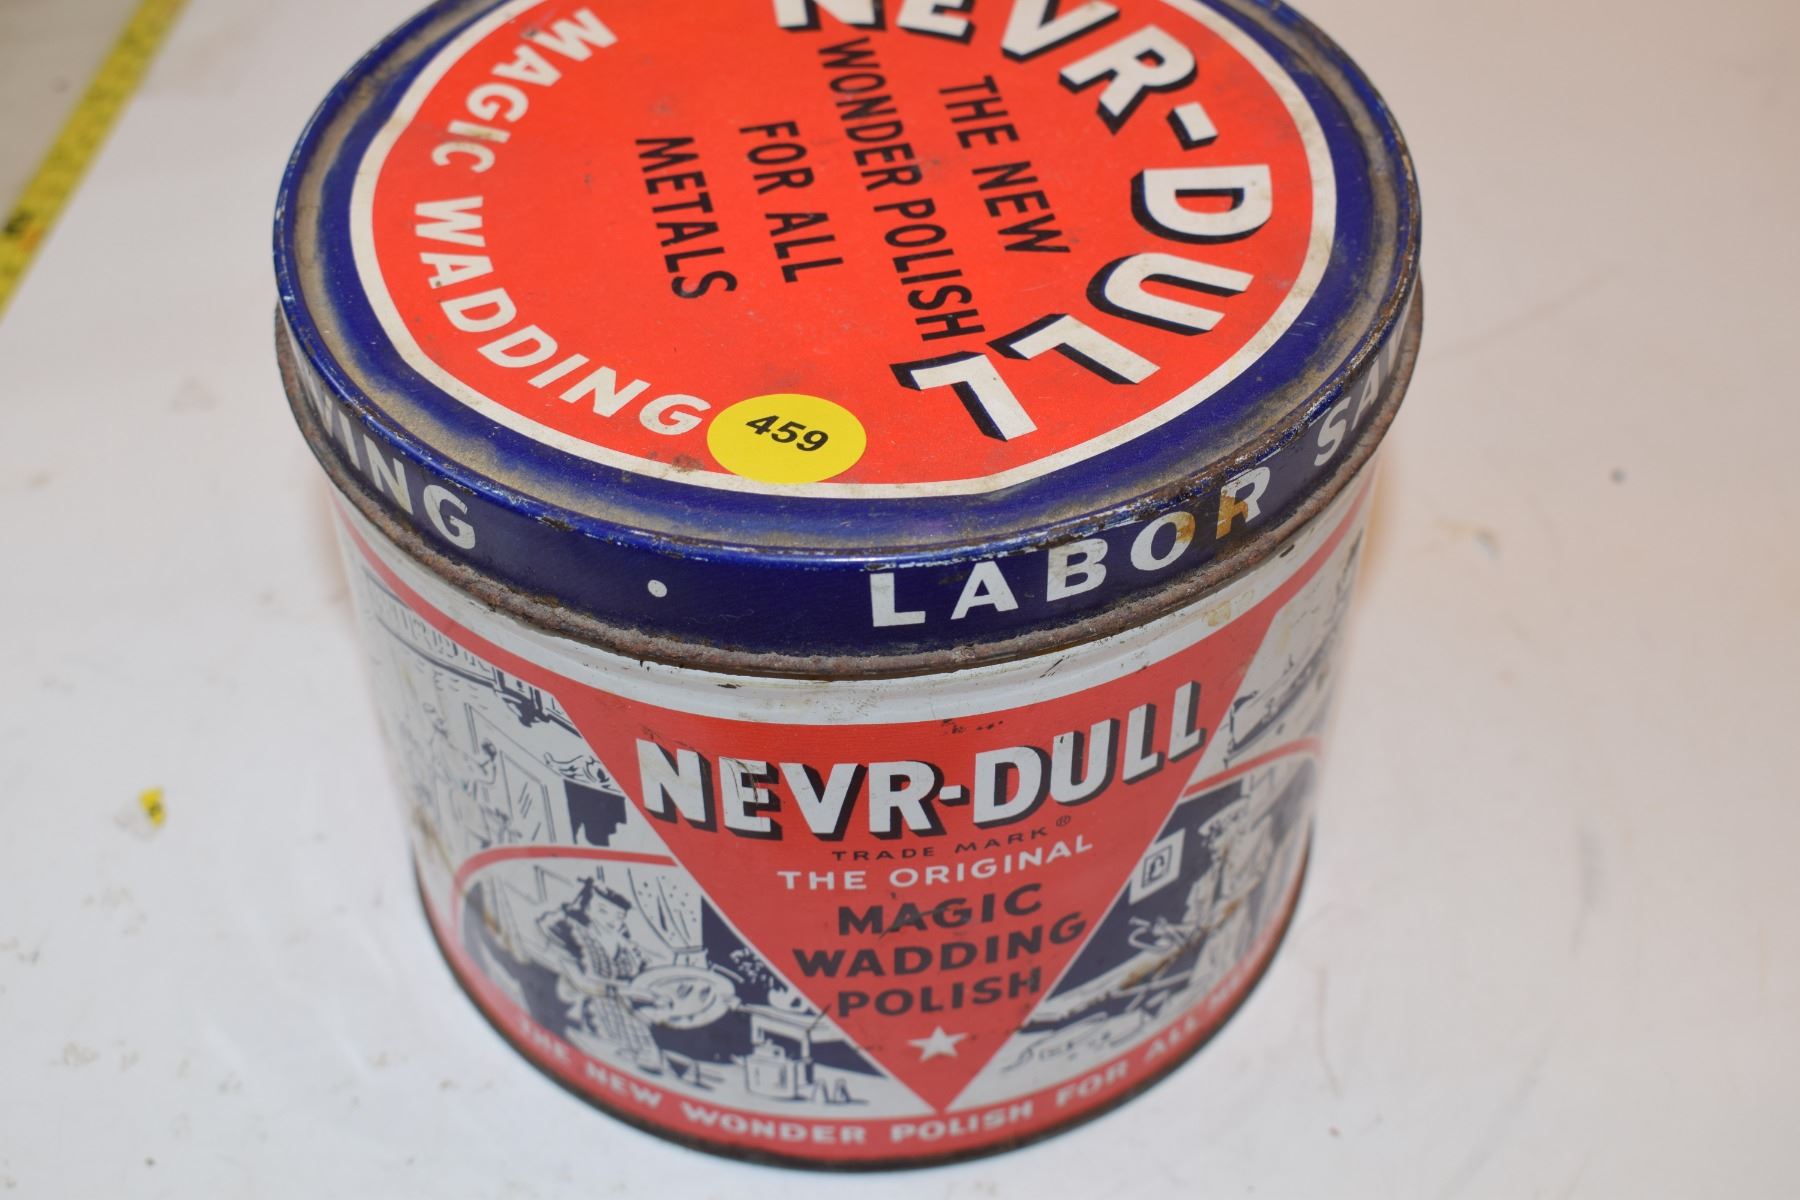 NEVR-DULL
THE NEW
WONDER POLISH
FOR ALL
METALS
MAGIC WADDING
459
LABOR
NEVR-DULL
TRADE MARK ®
THE ORIGINAL
MAGIC
WADDING
POLISH
THE NEW WONDER POLISH FOR ALL